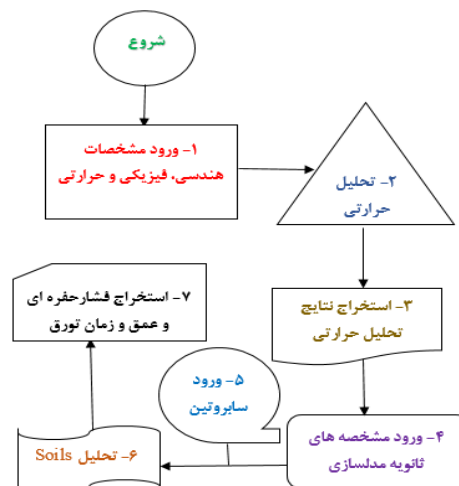 شروع
۱- ورود مشخصات
هندسی، فیزیکی و حرارتی
۲- تحلیل
حرارتی
۳- استخراج نتایج
تحلیل حرارتی
۴- ورود مشخصه های
ثانویه مدلسازی
۵- ورود
سابروتین
۶- تحلیل Soils
۷- استخراج فشارحفره ای
و عمق و زمان تورق